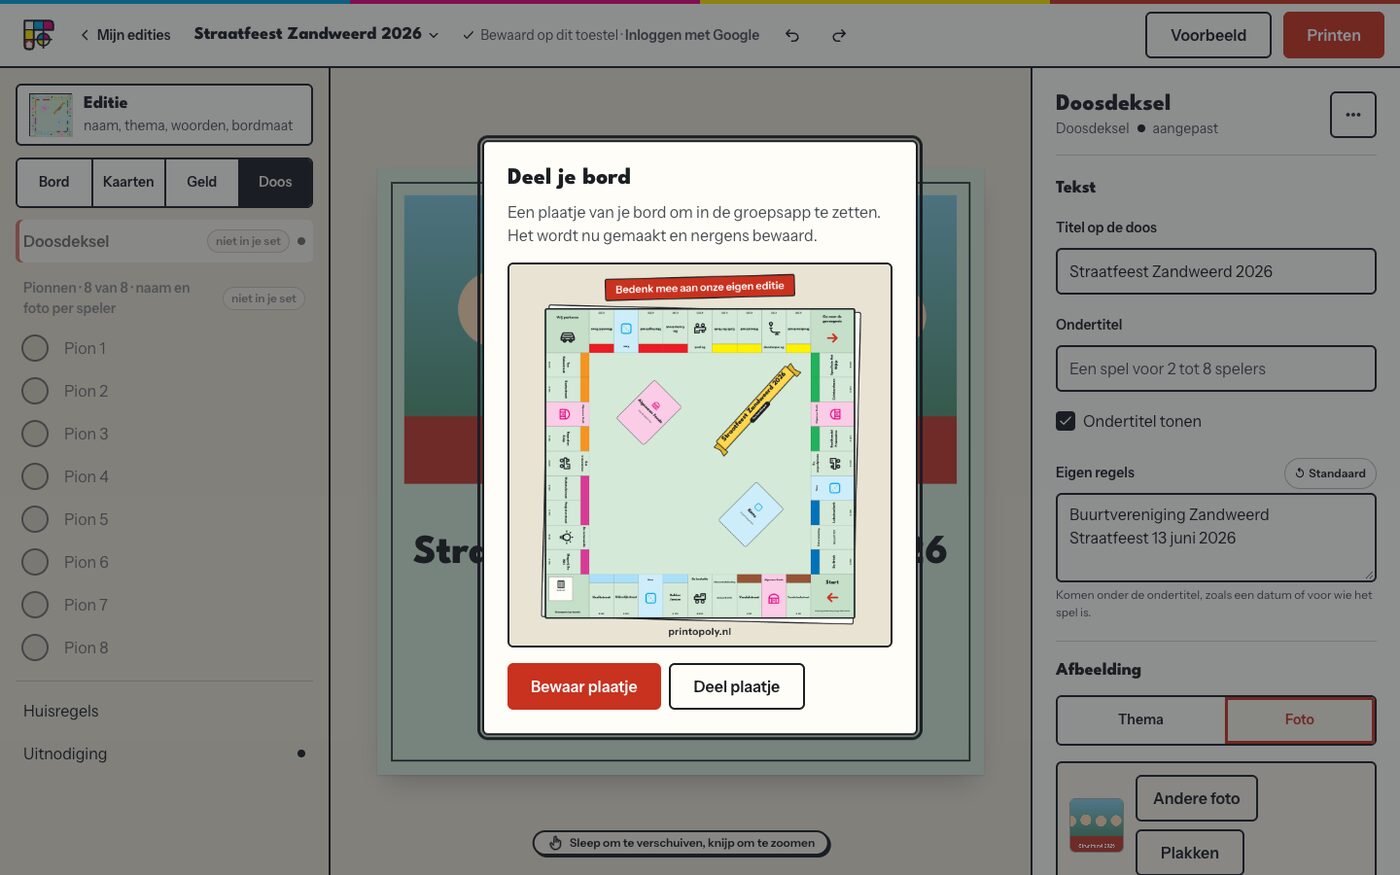 Mijn edities
Straatfeest Zandweerd 2026
Bewaard op dit toestel · Inloggen met Google
Voorbeeld
Printen
Editie
naam, thema, woorden, bordmaat
Bord
Kaarten
Geld
Doos
Doosdeksel
niet in je set
Pionnen · 8 van 8 · naam en
foto per speler
niet in je set
Pion 1
Pion 2
Pion 3
Pion 4
Pion 5
Pion 6
Pion 7
Pion 8
Huisregels
Uitnodiging
Deel je bord
Een plaatje van je bord om in de groepsapp te zetten.
Het wordt nu gemaakt en nergens bewaard.
Bedenk mee aan onze eigen editie
Straatfeest Zandweerd 2026
Algemeen Fonds
Start
printopoly.nl
Bewaar plaatje
Deel plaatje
Stra
26
Sleep om te verschuiven, knijp om te zoomen
Doosdeksel
Doosdeksel
aangepast
Tekst
Titel op de doos
Straatfeest Zandweerd 2026
Ondertitel
Een spel voor 2 tot 8 spelers
Ondertitel tonen
Eigen regels
Standaard
Buurtvereniging Zandweerd
Straatfeest 13 juni 2026
Komen onder de ondertitel, zoals een datum of voor wie het
spel is.
Afbeelding
Thema
Foto
Andere foto
Plakken